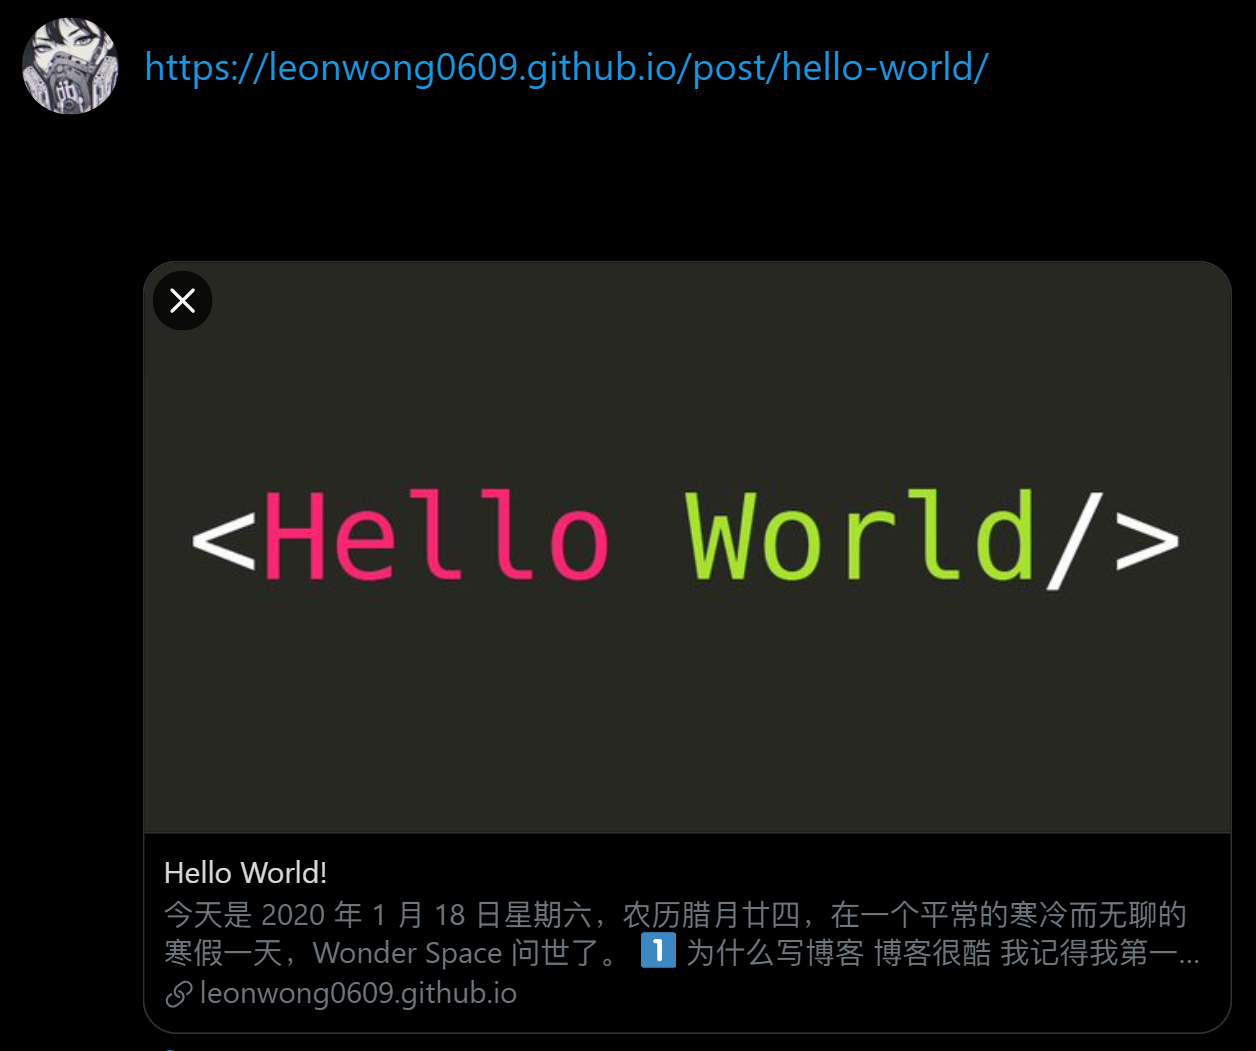 https://leonwong0609.github.io/post/hello-world/
<Hello World/>
Hello World!
今天是 2020 年 1 月 18 日星期六，农历腊月廿四，在一个平常的寒冷而无聊的
寒假一天，Wonder Space 问世了。 1️⃣ 为什么写博客 博客很酷 我记得我第一...
leonwong0609.github.io